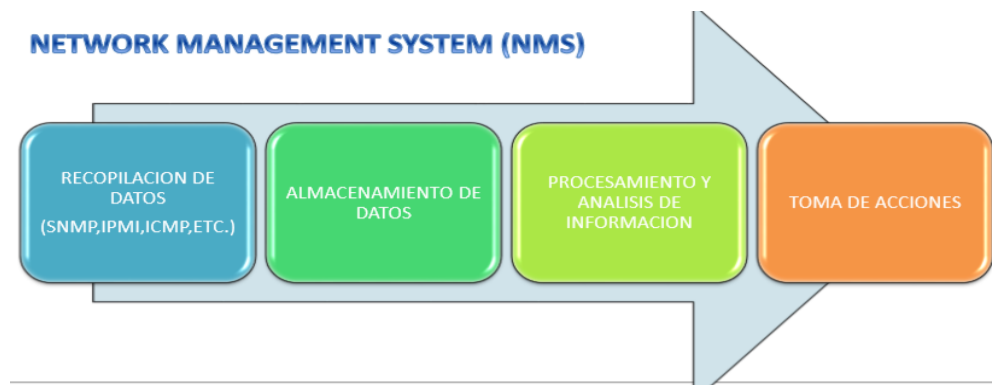 NETWORK MANAGEMENT SYSTEM (NMS)
RECOPILACION DE
DATOS
(SNMP,IPMI,ICMP,ETC.)
ALMACENAMIENTO DE
DATOS
PROCESAMIENTO Y
ANALISIS DE
INFORMACION
TOMA DE ACCIONES